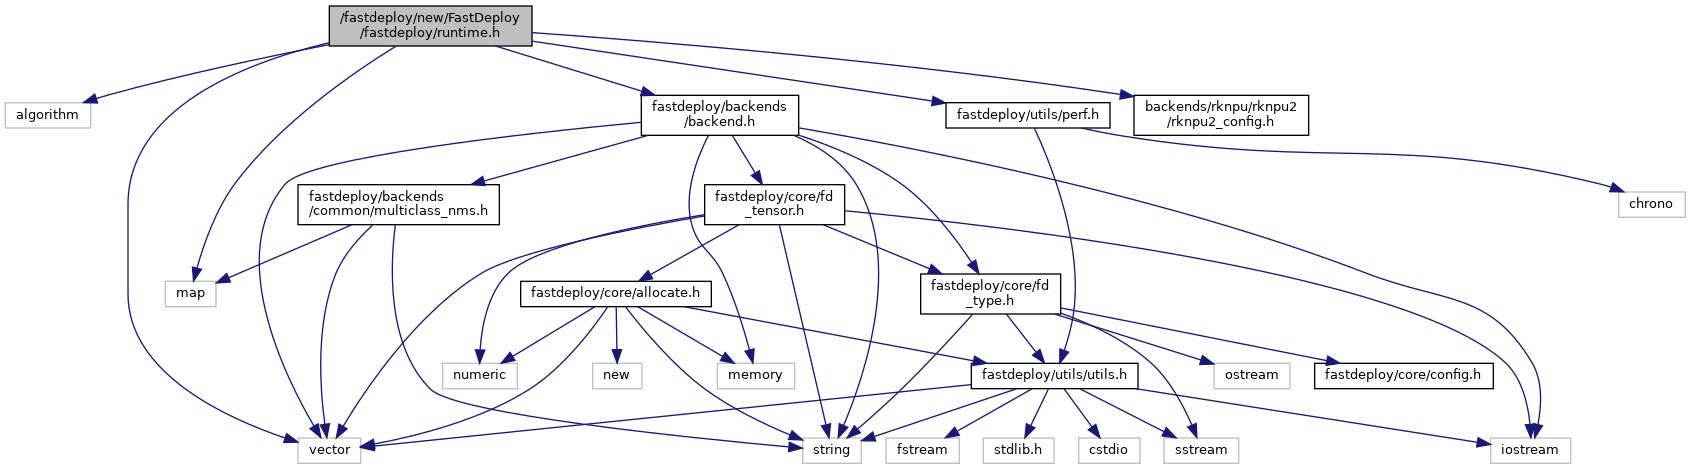 /fastdeploy/new/FastDeploy
/fastdeploy/runtime.h
algorithm
fastdeploy/backends
/backend.h
fastdeploy/utils/perf.h
backends/rknpu/rknpu2
/rknpu2_config.h
fastdeploy/backends
/common/multiclass_nms.h
fastdeploy/core/fd
_tensor.h
chrono
map
fastdeploy/core/allocate.h
fastdeploy/core/fd
_type.h
numeric
new
memory
fastdeploy/utils/utils.h
ostream
fastdeploy/core/config.h
vector
string
fstream
stdlib.h
cstdio
sstream
iostream